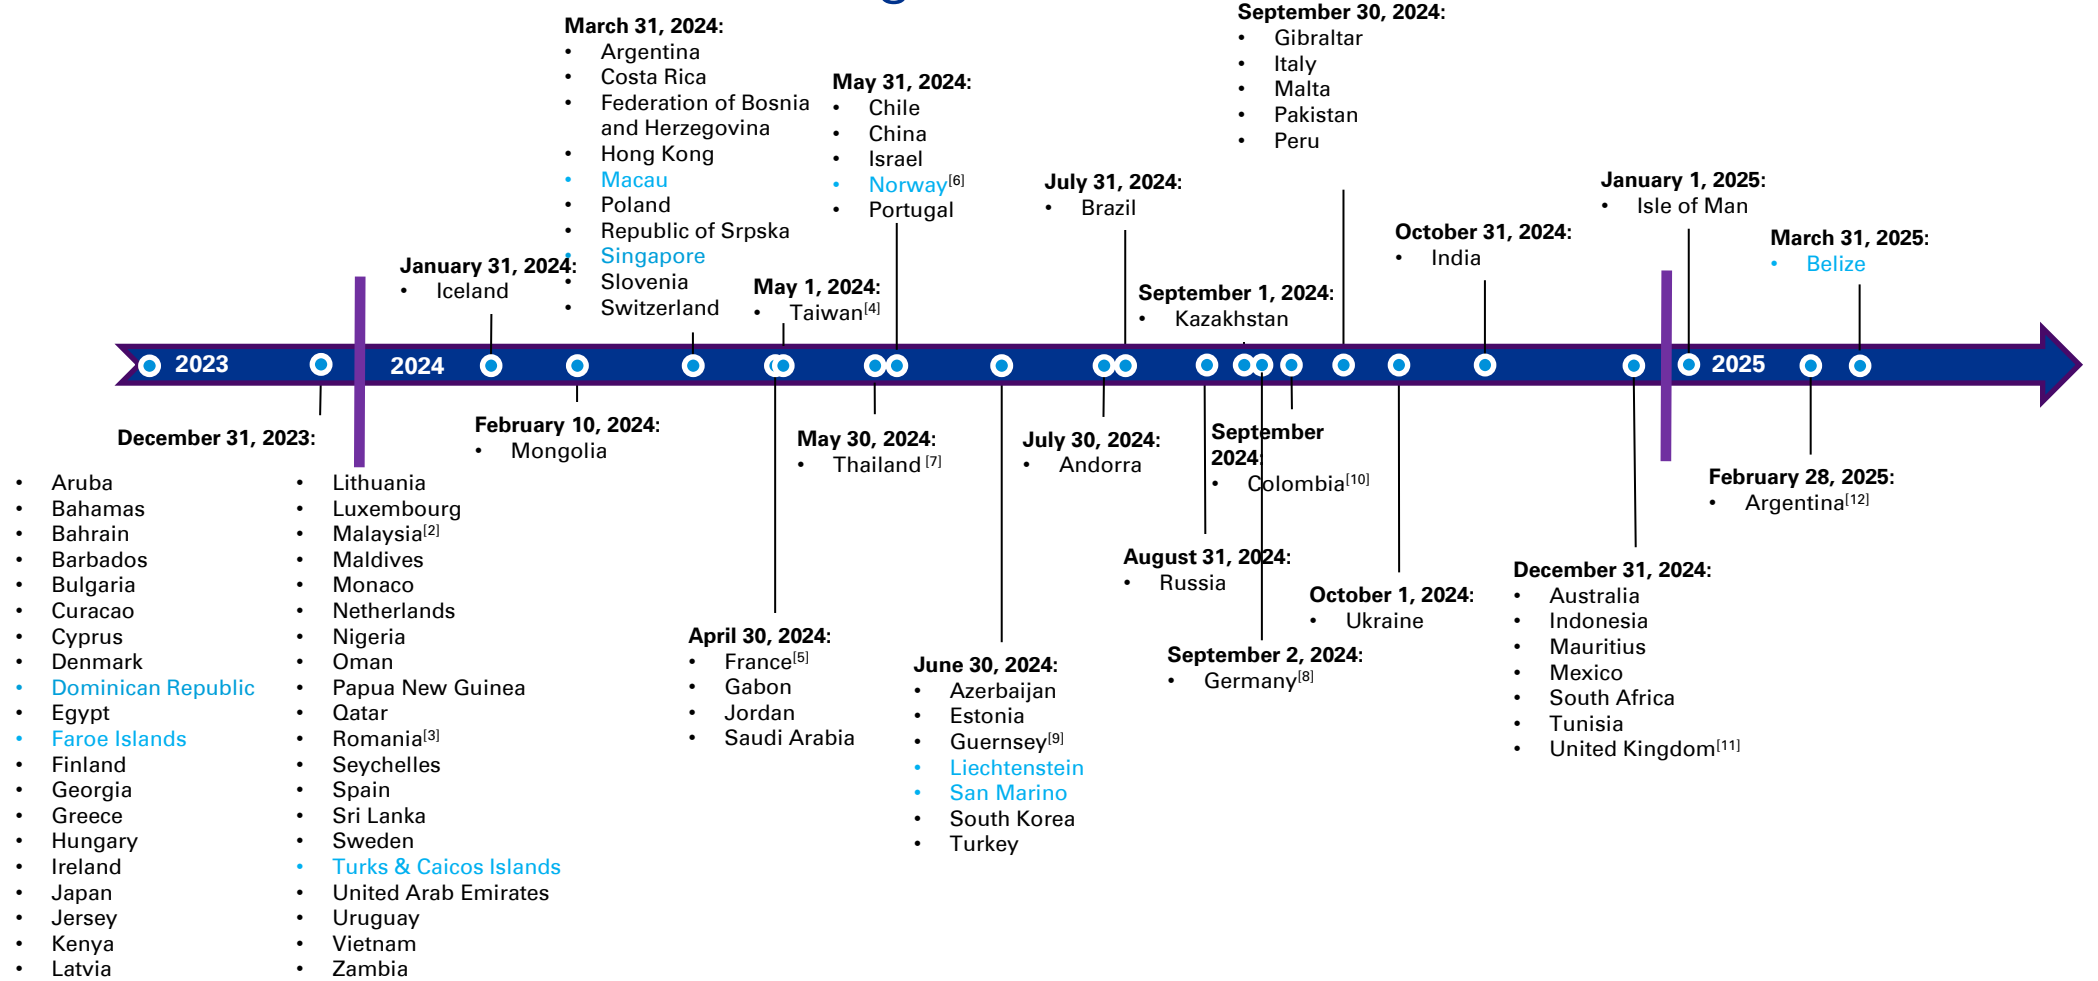 March 31, 2024:
• Argentina
• Costa Rica
• Federation of Bosnia
and Herzegovina
• Hong Kong
• Macau
• Poland
• Republic of Srpska
• Singapore
• Slovenia
• Switzerland
May 31, 2024:
• Chile
• China
• Israel
• Norway[6]
• Portugal
September 30, 2024:
• Gibraltar
• Italy
• Malta
• Pakistan
• Peru
July 31, 2024:
• Brazil
January 1, 2025:
• Isle of Man
October 31, 2024:
• India
March 31, 2025:
• Belize
January 31, 2024:
• Iceland
May 1, 2024:
• Taiwan[4]
September 1, 2024:
• Kazakhstan
2023
2024
2025
December 31, 2023:
• Aruba
• Bahamas
• Bahrain
• Barbados
• Bulgaria
• Curacao
• Cyprus
• Denmark
• Dominican Republic
• Egypt
• Faroe Islands
• Finland
• Georgia
• Greece
• Hungary
• Ireland
• Japan
• Jersey
• Kenya
• Latvia
• Lithuania
• Luxembourg
• Malaysia[2]
• Maldives
• Monaco
• Netherlands
• Nigeria
• Oman
• Papua New Guinea
• Qatar
• Romania[3]
• Seychelles
• Spain
• Sri Lanka
• Sweden
• Turks & Caicos Islands
• United Arab Emirates
• Uruguay
• Vietnam
• Zambia
February 10, 2024:
• Mongolia
April 30, 2024:
• France[5]
• Gabon
• Jordan
• Saudi Arabia
May 30, 2024:
• Thailand [7]
June 30, 2024:
• Azerbaijan
• Estonia
• Guernsey[9]
• Liechtenstein
• San Marino
• South Korea
• Turkey
July 30, 2024:
• Andorra
August 31, 2024:
• Russia
September
2024:
• Colombia[10]
September 2, 2024:
• Germany[8]
October 1, 2024:
• Ukraine
December 31, 2024:
• Australia
• Indonesia
• Mauritius
• Mexico
• South Africa
• Tunisia
• United Kingdom[11]
February 28, 2025:
• Argentina[12]